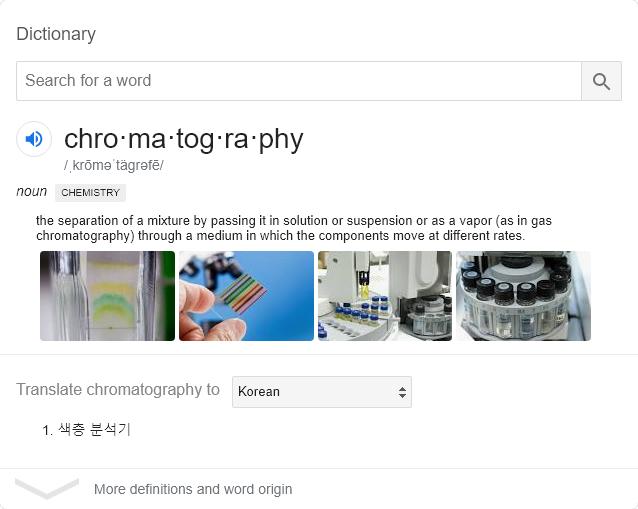 Dictionary
Search for a word
chro·ma·tog·ra·phy
/ˌkrōməˈtäɡrəfē/
noun CHEMISTRY
the separation of a mixture by passing it in solution or suspension or as a vapor (as in gas
chromatography) through a medium in which the components move at different rates.
Translate chromatography to Korean
1. 색층 분석기
More definitions and word origin